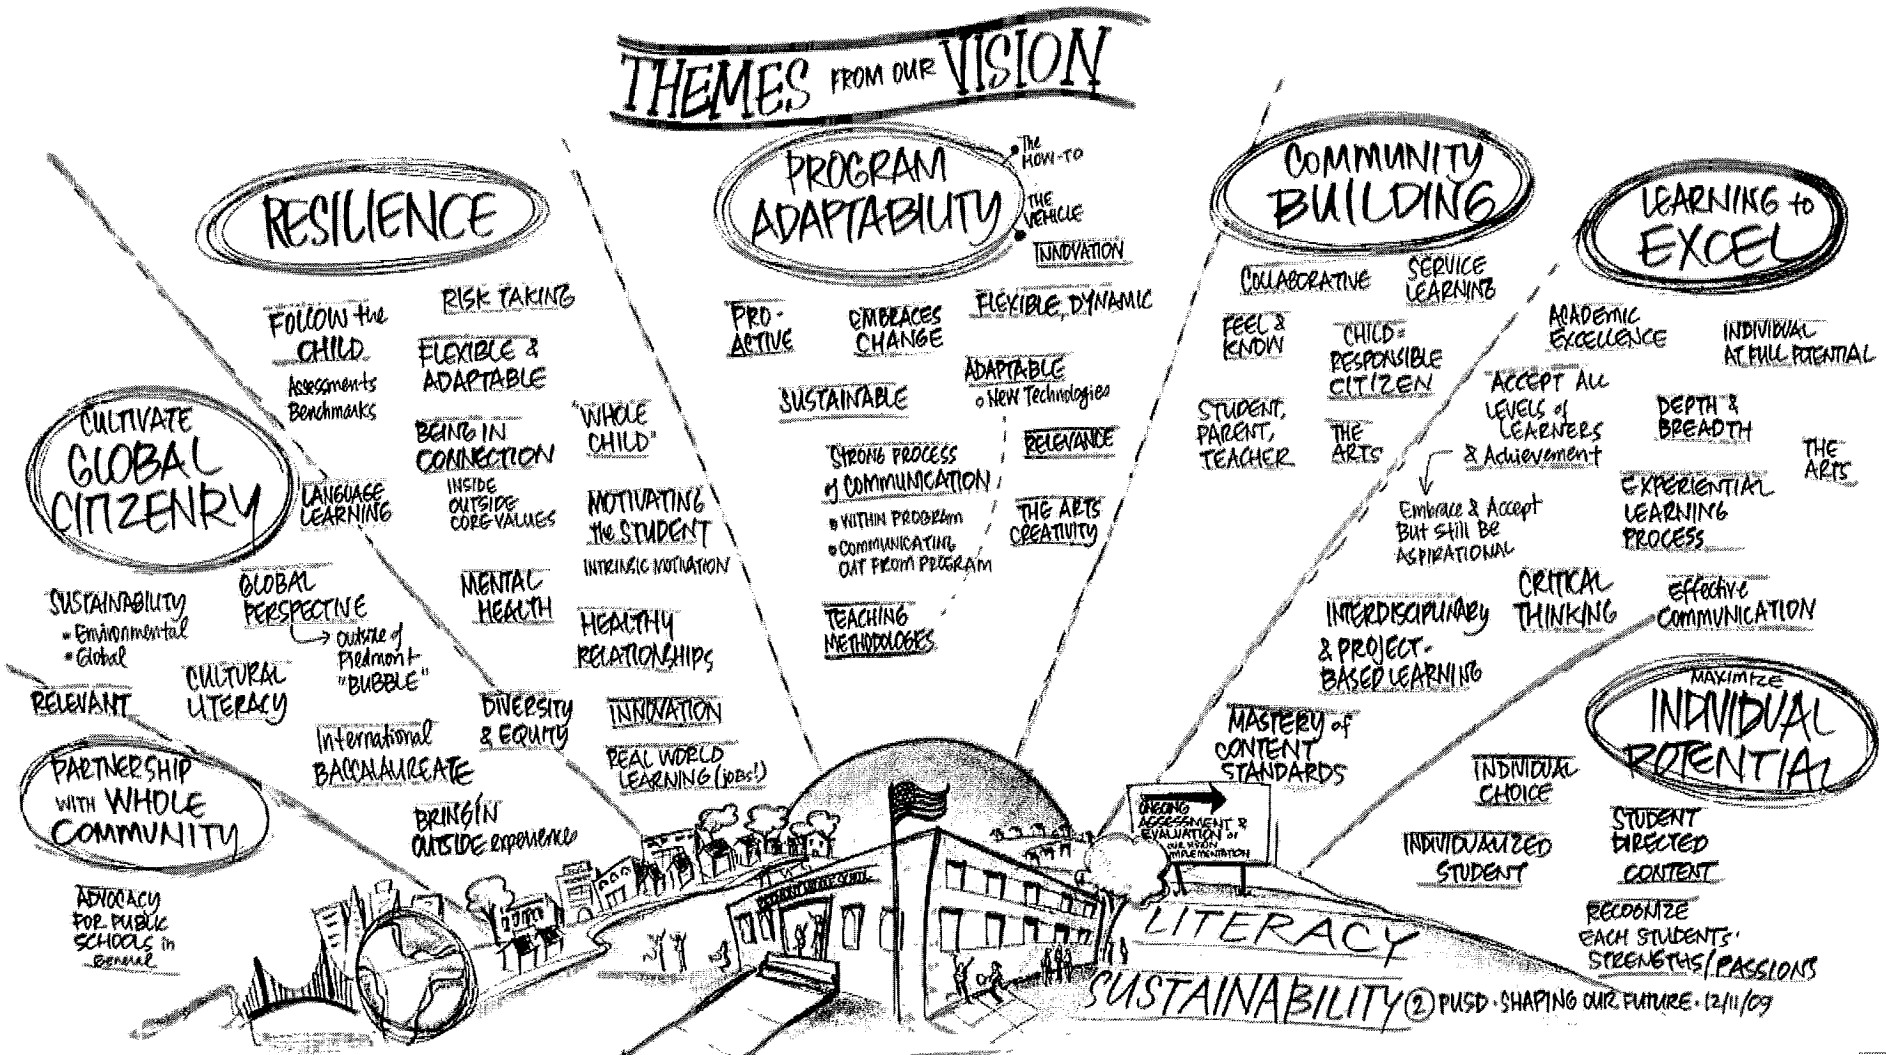 THEMES FROM OUR VISION
RESILIENCE
FOLLOW the
CHILD
Assessments
Benchmarks
RISK TAKING
FLEXIBLE &
ADAPTABLE
BEING IN
CONNECTION
INSIDE
OUTSIDE
CORE VALUES
"WHOLE
CHILD"
MOTIVATING
the STUDENT
INTRINSIC MOTIVATION
MENTAL
HEALTH
HEALTHY
RELATIONSHIPS
DIVERSITY
& EQUITY
INNOVATION
REAL WORLD
LEARNING (jOBS!)
PROGRAM
ADAPTABILITY
• The
HOW-TO
THE
VEHICLE
INNOVATION
PRO-
ACTIVE
EMBRACES
CHANGE
FLEXIBLE, DYNAMIC
SUSTAINABLE
ADAPTABLE
o New Technologies
STRONG PROCESS
of COMMUNICATION
• WITHIN PROGRAM
• COMMUNICATING
OUT FROM PROGRAM
RELEVANCE
THE ARTS
CREATIVITY
TEACHING
METHODOLOGIES
COMMUNITY
BUILDING
COLLABORATIVE
SERVICE
LEARNING
FEEL &
KNOW
CHILD =
RESPONSIBLE
CITIZEN
STUDENT,
PARENT,
TEACHER
THE
ARTS
LEARNING to
EXCEL
ACADEMIC
EXCELLENCE
INDIVIDUAL
AT FULL POTENTIAL
ACCEPT ALL
LEVELS of
LEARNERS
& Achievement
Embrace & Accept
But Still Be
ASPIRATIONAL
DEPTH &
BREADTH
THE
ARTS
EXPERIENTIAL
LEARNING
PROCESS
CRITICAL
THINKING
Effective
COMMUNICATION
INTERDISCIPLINARY
& PROJECT-
BASED LEARNING
MASTERY of
CONTENT
STANDARDS
CULTIVATE
GLOBAL
CITIZENRY
LANGUAGE
LEARNING
SUSTAINABILITY
• Environmental
• Global
GLOBAL
PERSPECTIVE
outside of
Piedmont
"BUBBLE"
RELEVANT
CULTURAL
LITERACY
International
BACCALAUREATE
BRING IN
OUTSIDE experience
PARTNERSHIP
WITH WHOLE
COMMUNITY
ADVOCACY
FOR PUBLIC
SCHOOLS in
General
MAXIMIZE
INDIVIDUAL
POTENTIAL
INDIVIDUAL
CHOICE
STUDENT
DIRECTED
CONTENT
INDIVIDUALIZED
STUDENT
RECOGNIZE
EACH STUDENTS'
STRENGTHS/PASSIONS
ONGOING
ASSESSMENT &
EVALUATION of
OUR VISION
IMPLEMENTATION
LITERACY
SUSTAINABILITY
2 PUSD • SHAPING OUR FUTURE • 12/11/09